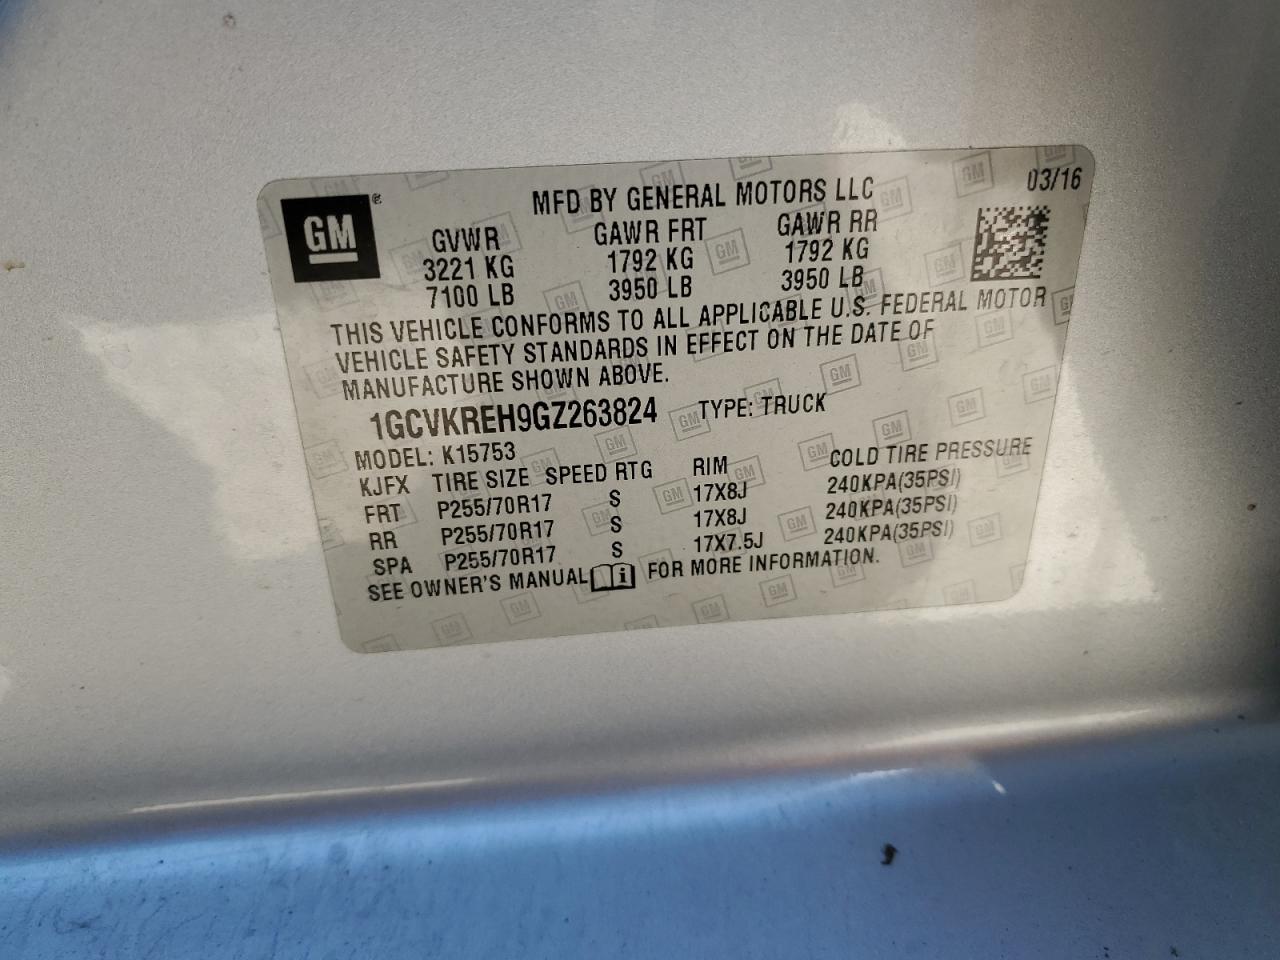 GM ®
MFD BY GENERAL MOTORS LLC 03/16
GVWR GAWR FRT GAWR RR
3221 KG 1792 KG 1792 KG
7100 LB 3950 LB 3950 LB
THIS VEHICLE CONFORMS TO ALL APPLICABLE U.S. FEDERAL MOTOR
VEHICLE SAFETY STANDARDS IN EFFECT ON THE DATE OF
MANUFACTURE SHOWN ABOVE.
1GCVKREH9GZ263824 TYPE: TRUCK
MODEL: K15753
KJFX TIRE SIZE SPEED RTG RIM COLD TIRE PRESSURE
FRT P255/70R17 S 17X8J 240KPA(35PSI)
RR P255/70R17 S 17X8J 240KPA(35PSI)
SPA P255/70R17 S 17X7.5J 240KPA(35PSI)
SEE OWNER'S MANUAL FOR MORE INFORMATION.